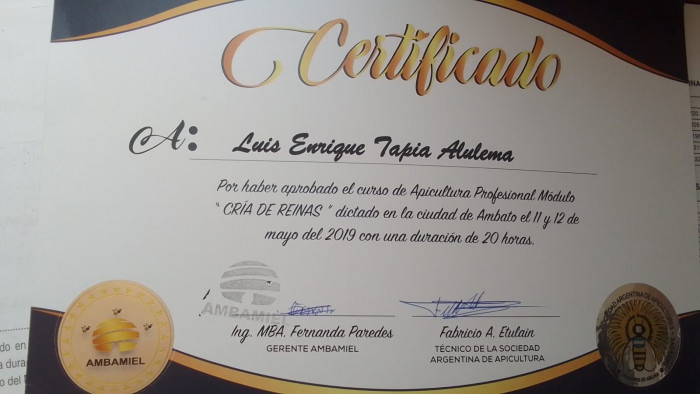 Certificado
A: Luis Enrique Tapia Alulema
Por haber aprobado el curso de Apicultura Profesional Módulo
" CRÍA DE REINAS " dictado en la ciudad de Ambato el 11 y 12 de
mayo del 2019 con una duración de 20 horas.
AMBAMIEL
Ing. MBA. Fernanda Paredes
GERENTE AMBAMIEL
Fabricio A. Etulain
TÉCNICO DE LA SOCIEDAD
ARGENTINA DE APICULTURA
AMBAMIEL